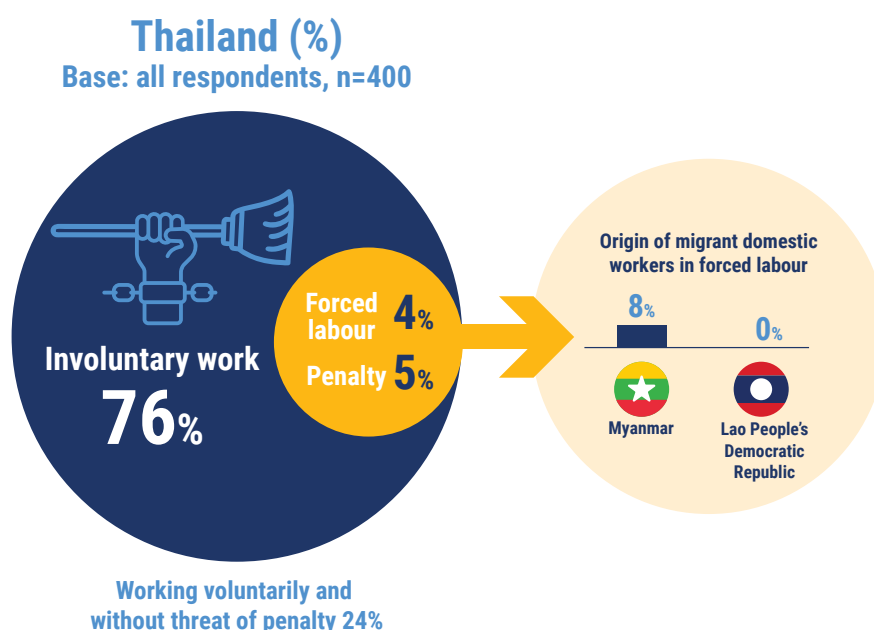 Thailand (%)
Base: all respondents, n=400
Involuntary work
76%
Forced
labour 4%
Penalty 5%
Origin of migrant domestic
workers in forced labour
8%
0%
Myanmar
Lao People's
Democratic
Republic
Working voluntarily and
without threat of penalty 24%